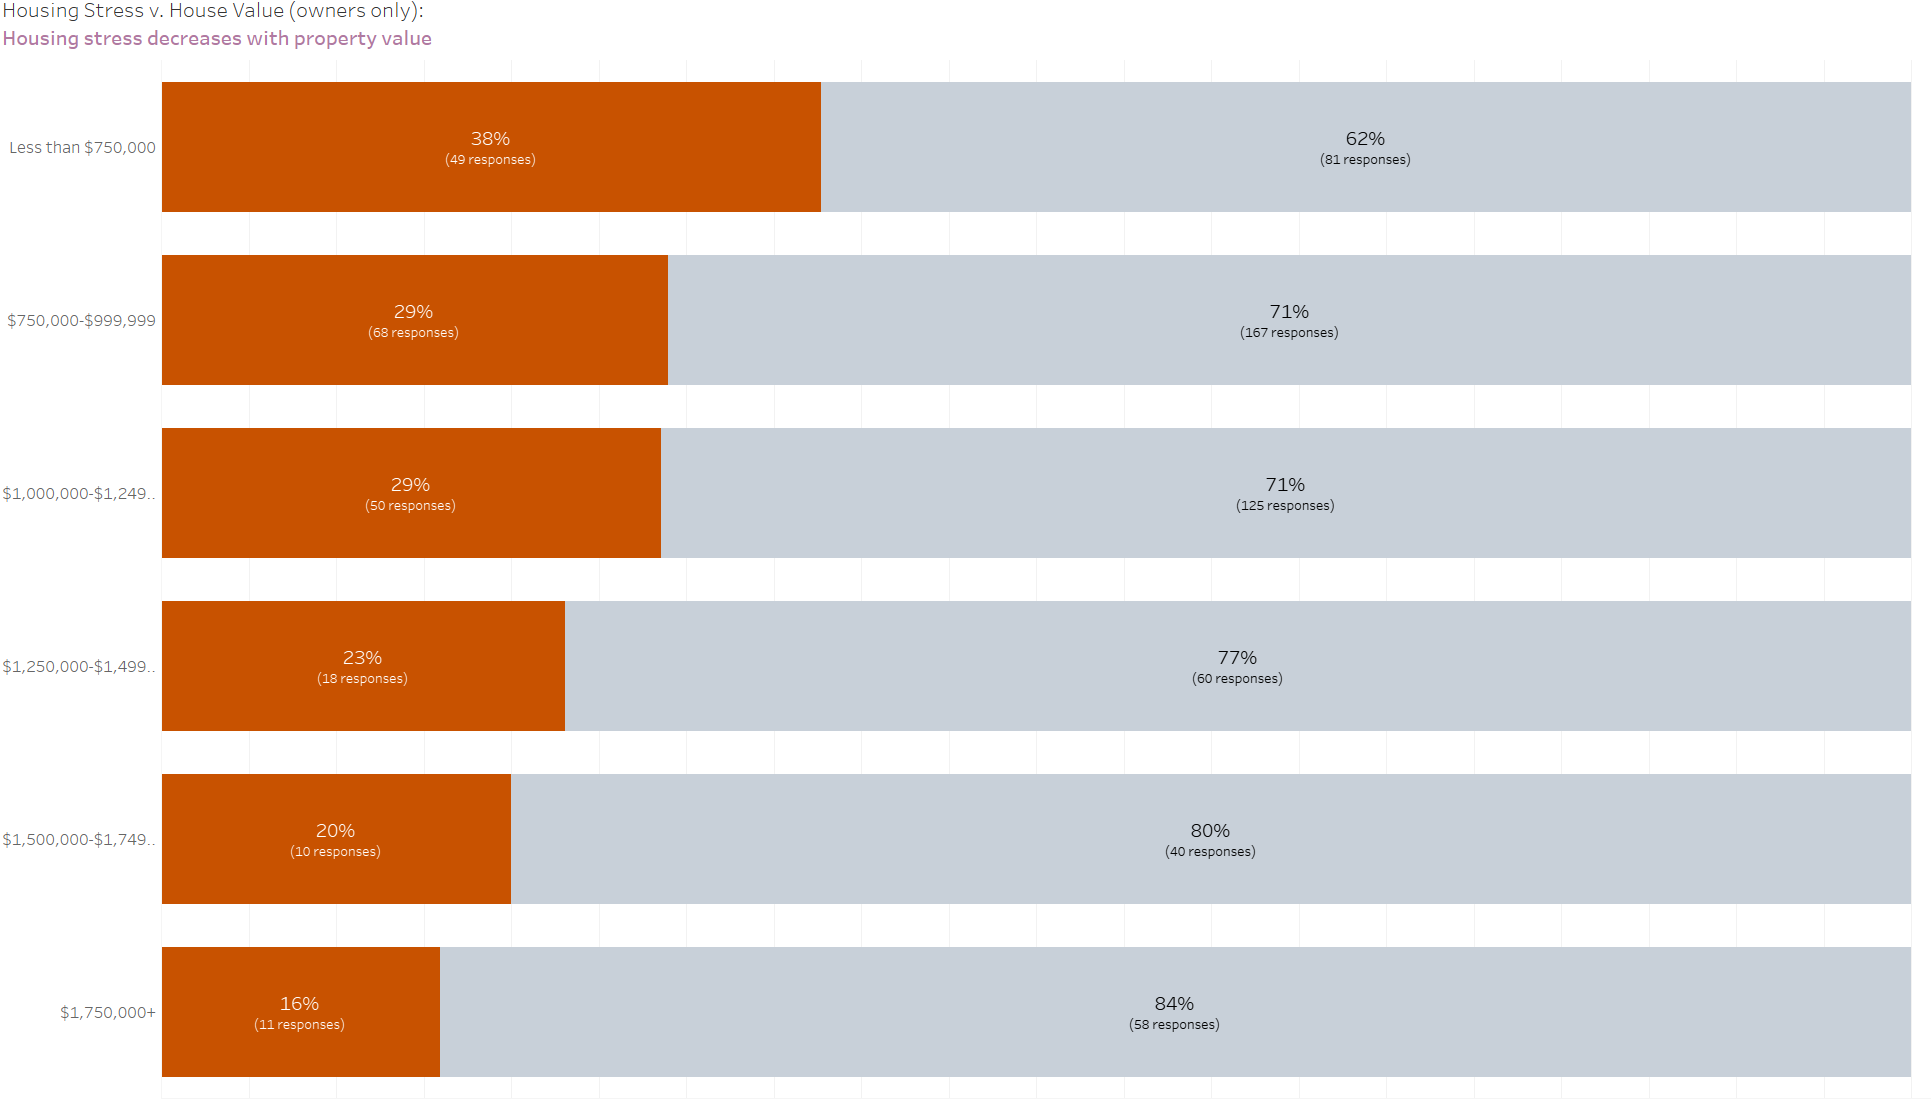 Housing Stress v. House Value (owners only):
Housing stress decreases with property value
Less than $750,000
38%
(49 responses)
62%
(81 responses)
$750,000-$999,999
29%
(68 responses)
71%
(167 responses)
$1,000,000-$1,249..
29%
(50 responses)
71%
(125 responses)
$1,250,000-$1,499..
23%
(18 responses)
77%
(60 responses)
$1,500,000-$1,749..
20%
(10 responses)
80%
(40 responses)
$1,750,000+
16%
(11 responses)
84%
(58 responses)